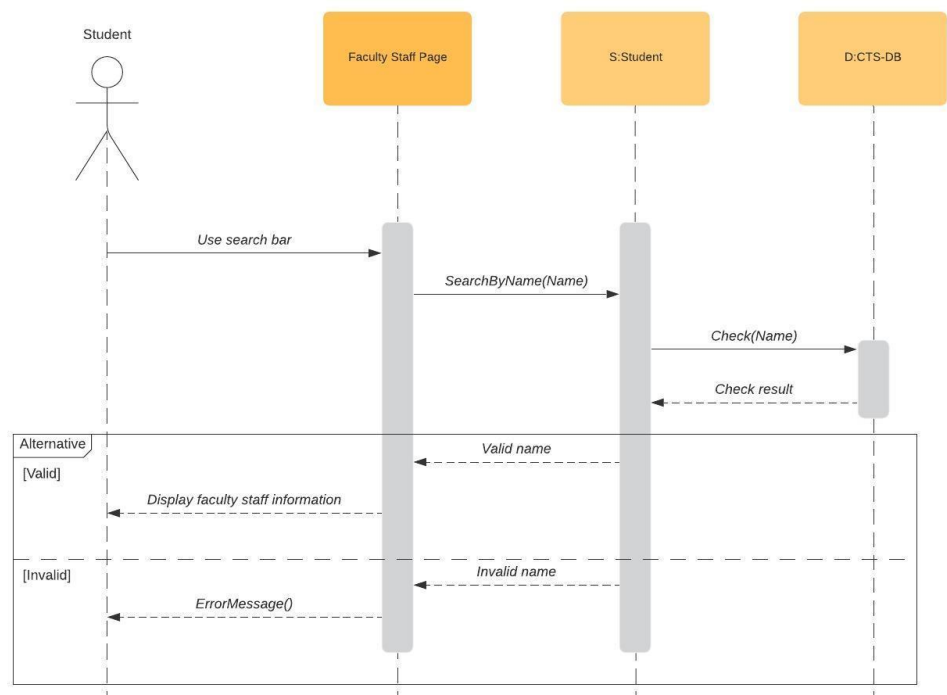 Student
Faculty Staff Page
S:Student
D:CTS-DB
Use search bar
SearchByName(Name)
Check(Name)
Check result
Alternative
Valid name
[Valid]
Display faculty staff information
[Invalid]
Invalid name
ErrorMessage()